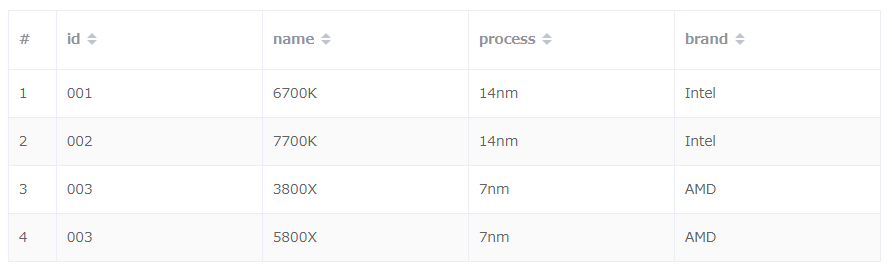 # id name process brand
1 001 6700K 14nm Intel
2 002 7700K 14nm Intel
3 003 3800X 7nm AMD
4 003 5800X 7nm AMD